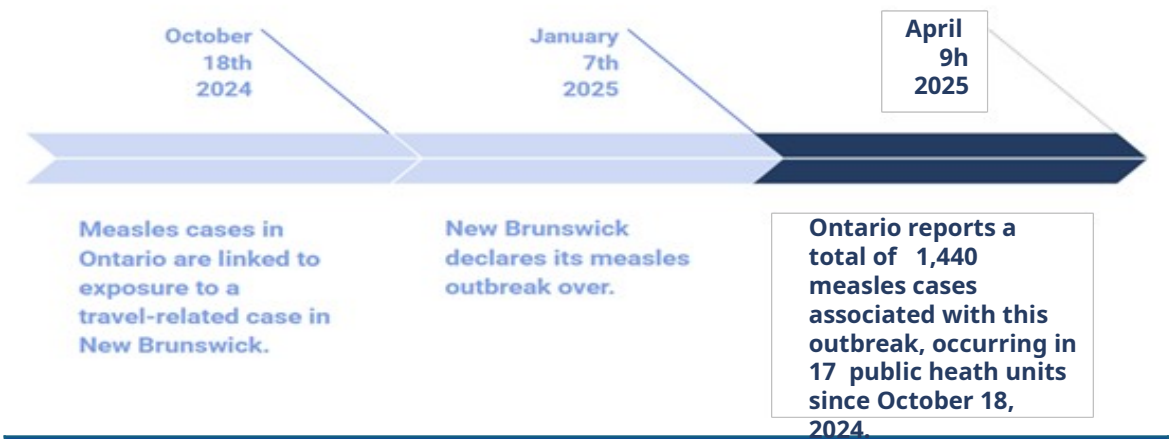 October
18th
2024
Measles cases in
Ontario are linked to
exposure to a
travel-related case in
New Brunswick.
January
7th
2025
New Brunswick
declares its measles
outbreak over.
April
9h
2025
Ontario reports a
total of 1,440
measles cases
associated with this
outbreak, occurring in
17 public heath units
since October 18,
2024.